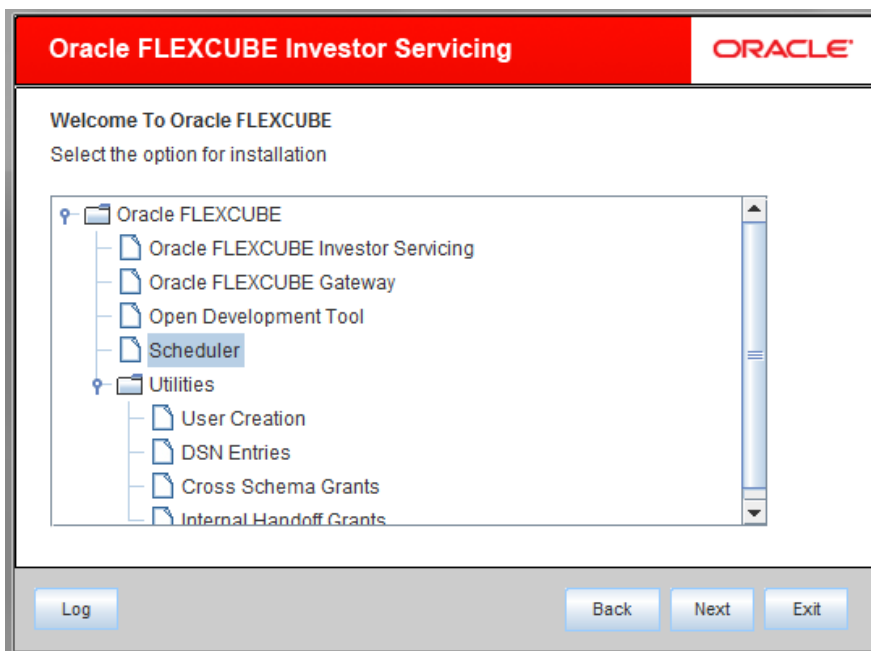 Oracle FLEXCUBE Investor Servicing
ORACLE
Welcome To Oracle FLEXCUBE
Select the option for installation
Oracle FLEXCUBE
Oracle FLEXCUBE Investor Servicing
Oracle FLEXCUBE Gateway
Open Development Tool
Scheduler
Utilities
User Creation
DSN Entries
Cross Schema Grants
Internal Handoff Grants
Log Back Next Exit